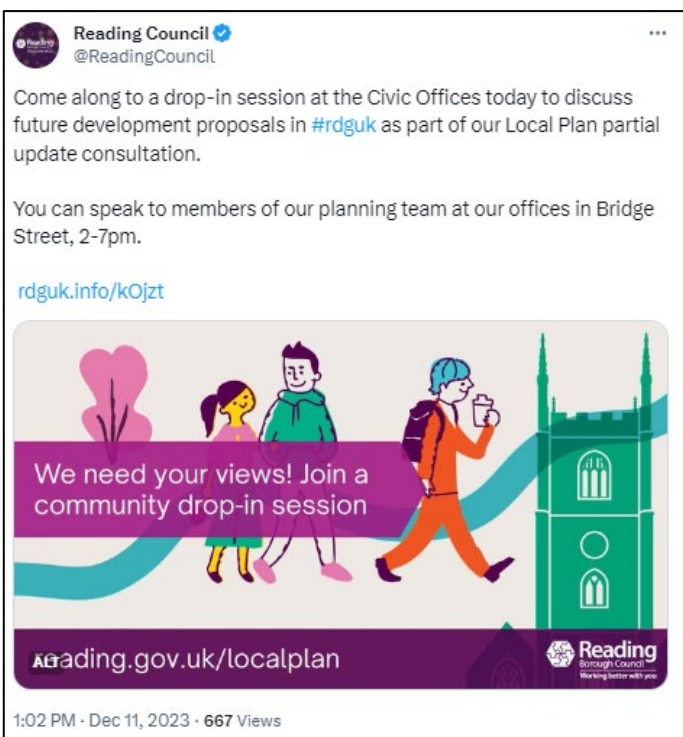 Reading Council
@ReadingCouncil
Come along to a drop-in session at the Civic Offices today to discuss
future development proposals in #rdguk as part of our Local Plan partial
update consultation.
You can speak to members of our planning team at our offices in Bridge
Street, 2-7pm.
rdguk.info/kOjzt
We need your views! Join a
community drop-in session
ALT
ading.gov.uk/localplan
Reading
Borough Council
Working better with you
1:02 PM · Dec 11, 2023 · 667 Views